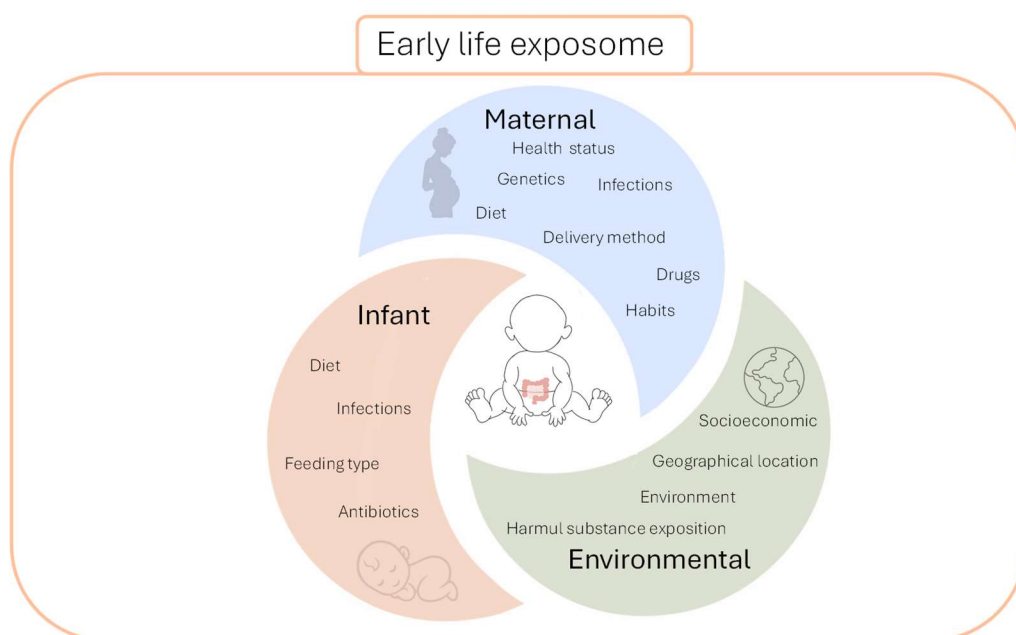 Early life exposome
Maternal
Health status
Genetics
Infections
Diet
Delivery method
Drugs
Habits
Infant
Diet
Infections
Feeding type
Antibiotics
Socioeconomic
Geographical location
Environment
Harmul substance exposition
Environmental